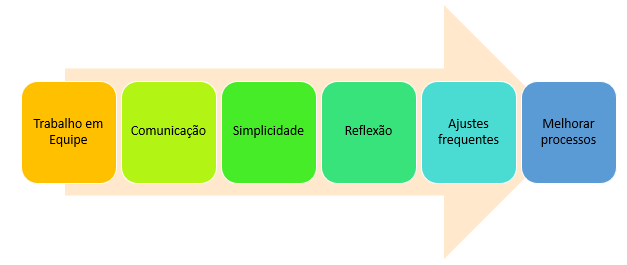 Trabalho em
Equipe
Comunicação
Simplicidade
Reflexão
Ajustes
frequentes
Melhorar
processos